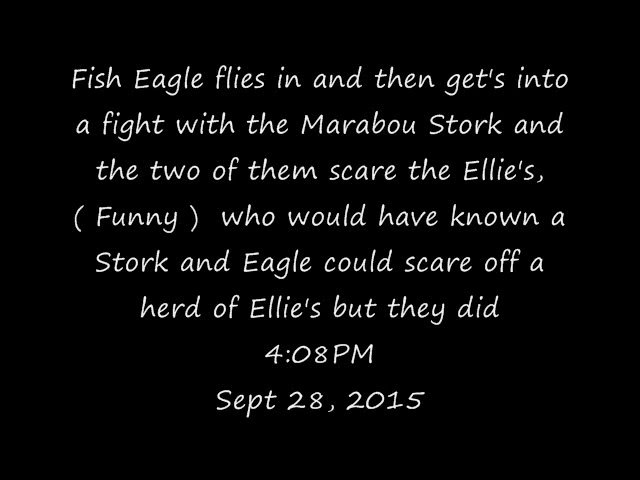 Fish Eagle flies in and then get's into
a fight with the Marabou Stork and
the two of them scare the Ellie's,
( Funny )  who would have known a
Stork and Eagle could scare off a
herd of Ellie's but they did
4:08PM
Sept 28, 2015